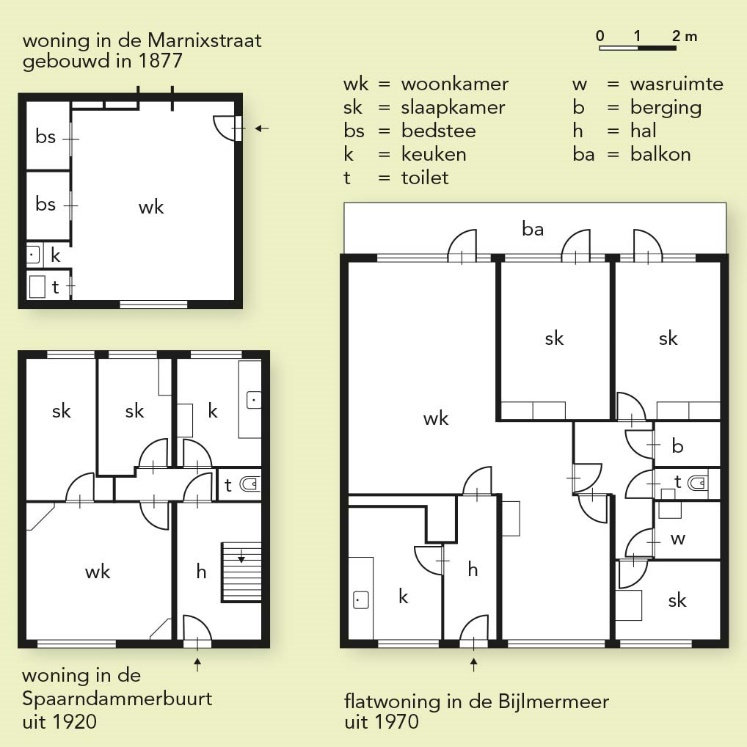 woning in de Marnixstraat
gebouwd in 1877
0 1 2 m
wk = woonkamer
sk = slaapkamer
bs = bedstee
k = keuken
t = toilet
w = wasruimte
b = berging
h = hal
ba = balkon
bs
bs
wk
k
t
sk
sk
k
t
wk
h
woning in de
Spaarndammerbuurt
uit 1920
ba
sk
sk
wk
b
t
w
h
k
sk
flatwoning in de Bijlmermeer
uit 1970